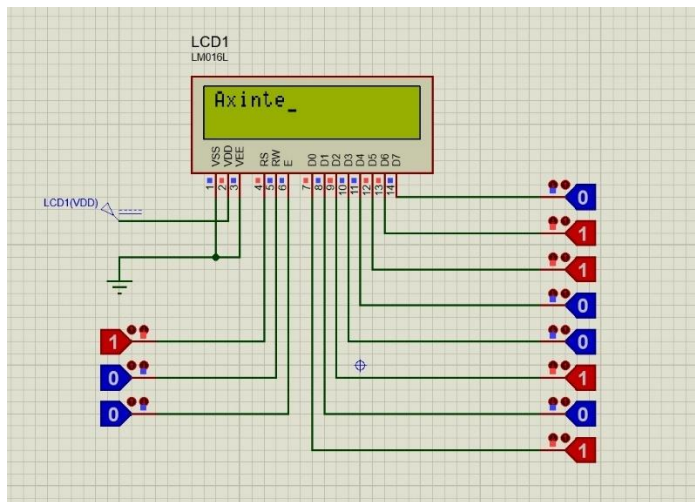 LCD1
LM016L
Axinte_
VSS VDD VEE RS RW E D0 D1 D2 D3 D4 D5 D6 D7
1 2 3 4 5 6 7 8 9 10 11 12 13 14
LCD1(VDD)
0
1
1
0
1 0
0 1
0 0
1